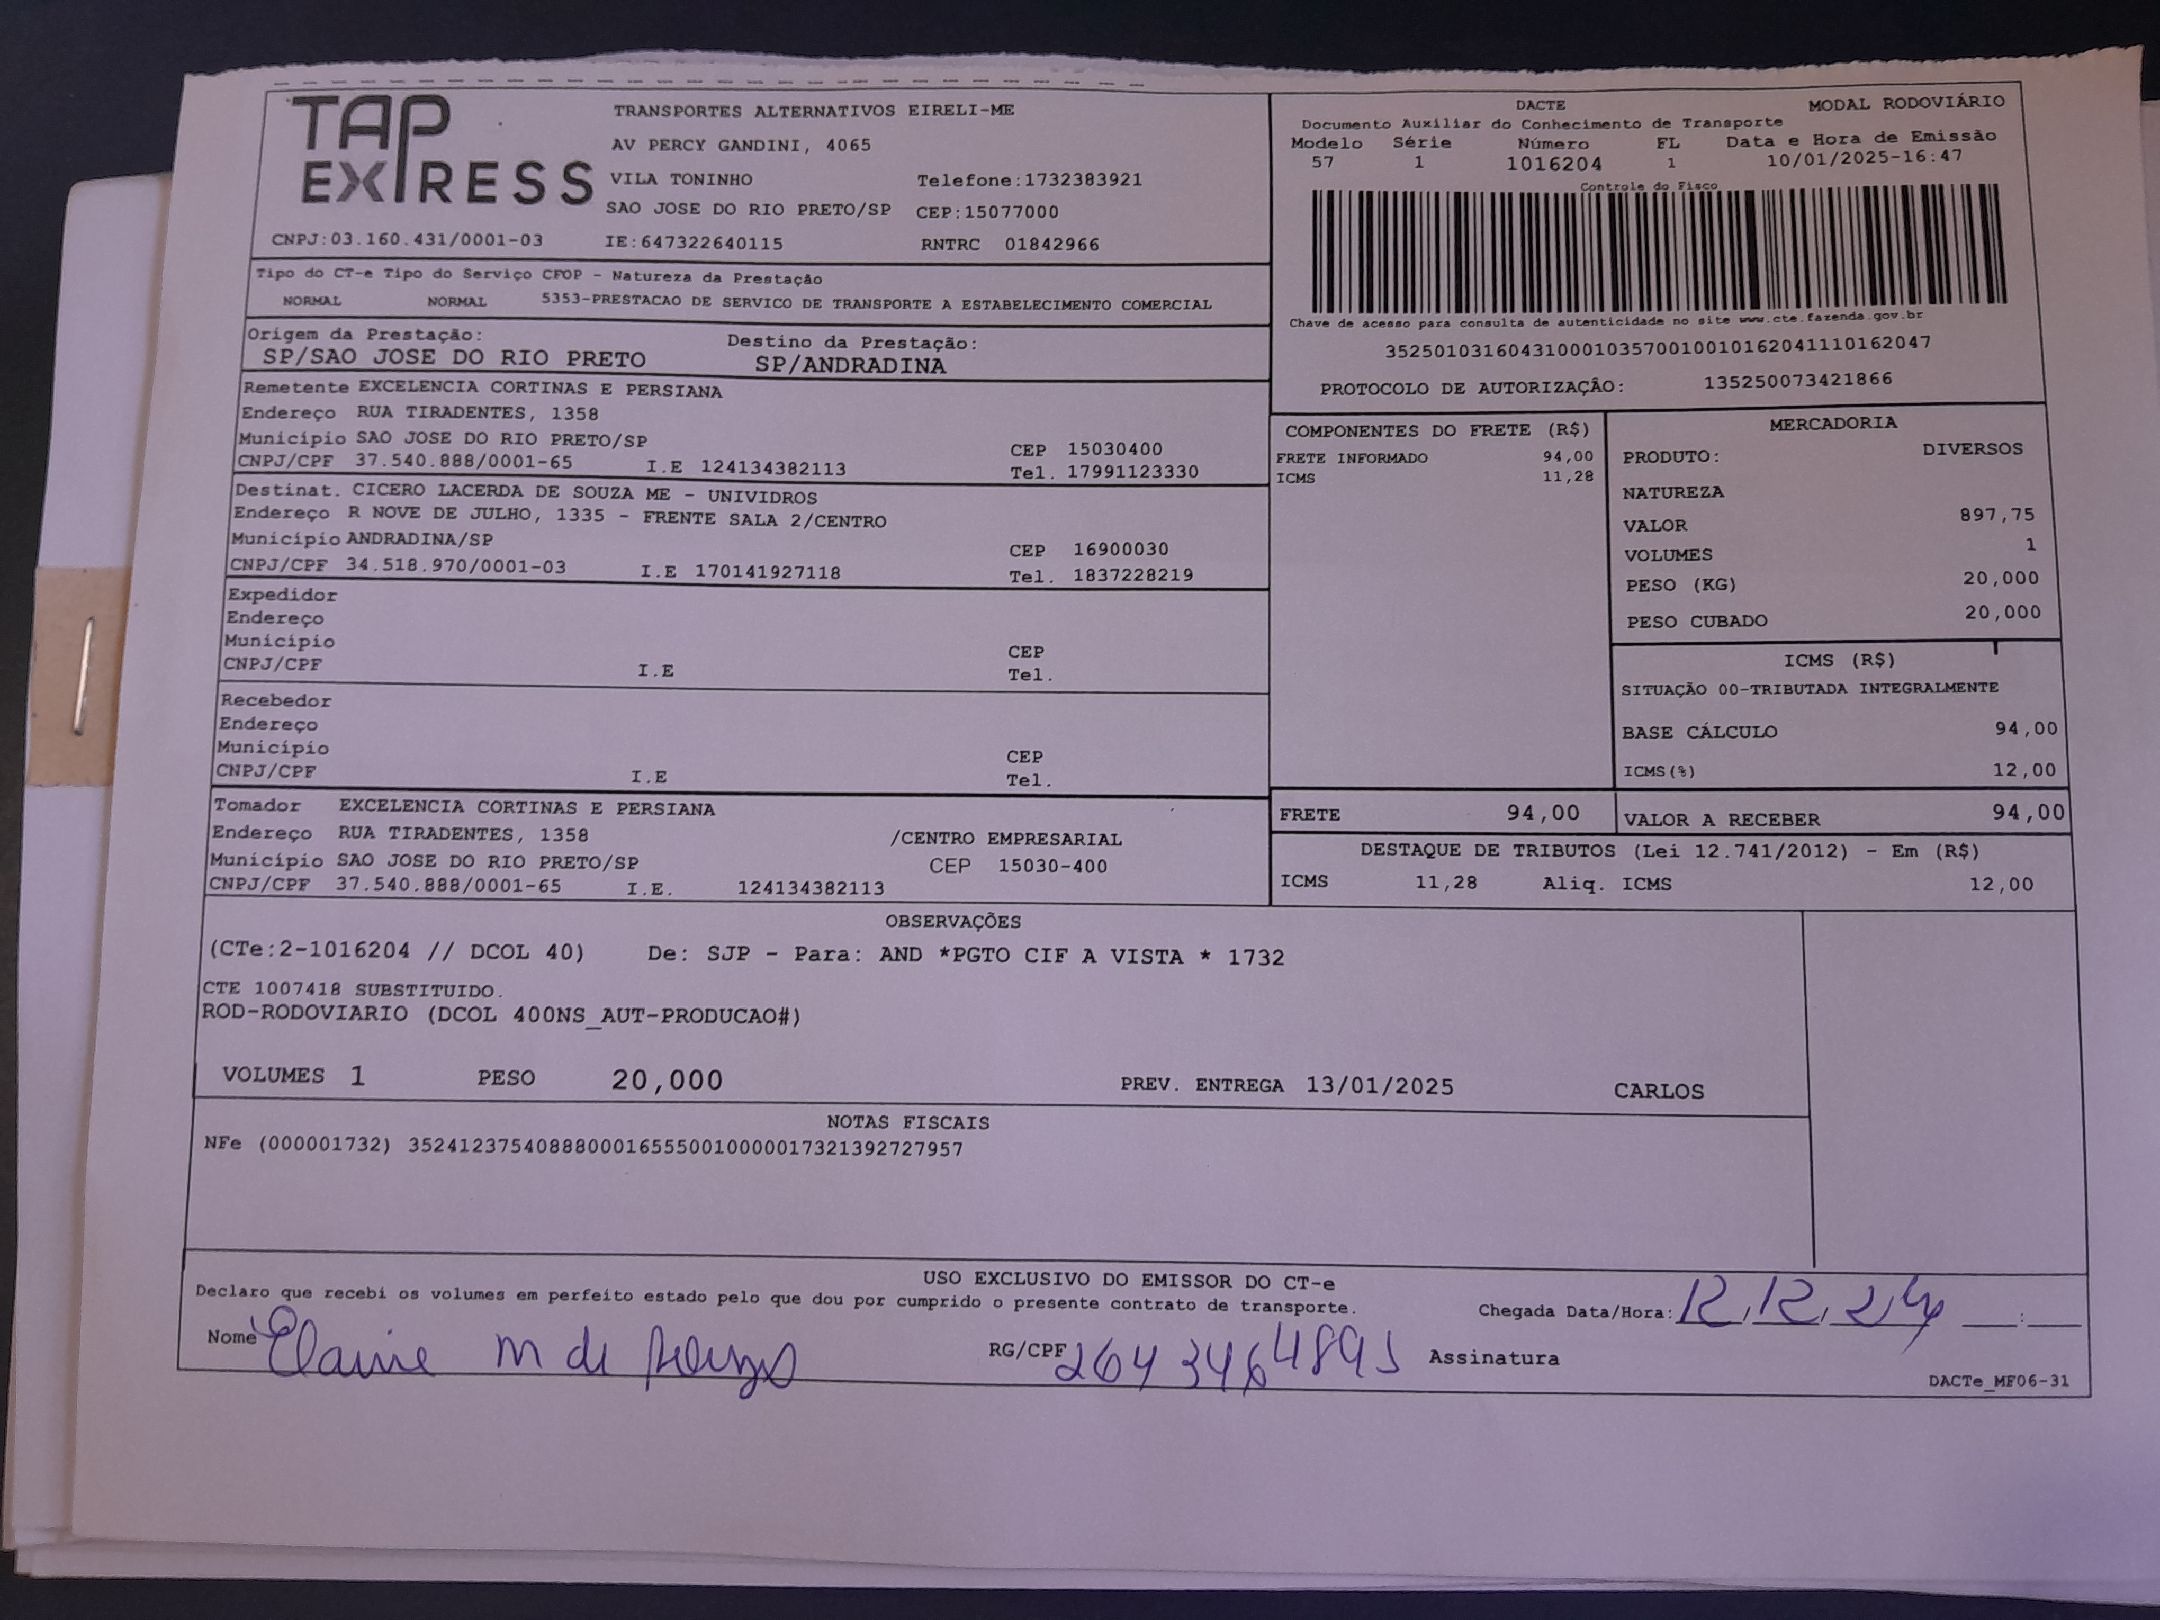 TAP EXPRESS
TRANSPORTES ALTERNATIVOS EIRELI-ME
AV PERCY GANDINI, 4065
VILA TONINHO Telefone:1732383921
SAO JOSE DO RIO PRETO/SP CEP:15077000
CNPJ:03.160.431/0001-03 IE:647322640115 RNTRC 01842966
DACTE MODAL RODOVIÁRIO
Documento Auxiliar do Conhecimento de Transporte
Modelo Série Número FL Data e Hora de Emissão
57 1 1016204 1 10/01/2025-16:47
Controle do Fisco
Chave de acesso para consulta de autenticidade no site www.cte.fazenda.gov.br
35250103160431000103570010010162041110162047
PROTOCOLO DE AUTORIZAÇÃO: 135250073421866
Tipo do CT-e Tipo do Serviço CFOP - Natureza da Prestação
NORMAL NORMAL 5353-PRESTACAO DE SERVICO DE TRANSPORTE A ESTABELECIMENTO COMERCIAL
Origem da Prestação: Destino da Prestação:
SP/SAO JOSE DO RIO PRETO SP/ANDRADINA
Remetente EXCELENCIA CORTINAS E PERSIANA
Endereço RUA TIRADENTES, 1358
Município SAO JOSE DO RIO PRETO/SP CEP 15030400
CNPJ/CPF 37.540.888/0001-65 I.E 124134382113 Tel. 17991123330
Destinat. CICERO LACERDA DE SOUZA ME - UNIVIDROS
Endereço R NOVE DE JULHO, 1335 - FRENTE SALA 2/CENTRO
Município ANDRADINA/SP CEP 16900030
CNPJ/CPF 34.518.970/0001-03 I.E 170141927118 Tel. 1837228219
Expedidor
Endereço
Município CEP
CNPJ/CPF I.E Tel.
Recebedor
Endereço
Município CEP
CNPJ/CPF I.E Tel.
Tomador EXCELENCIA CORTINAS E PERSIANA
Endereço RUA TIRADENTES, 1358 /CENTRO EMPRESARIAL
Município SAO JOSE DO RIO PRETO/SP CEP 15030-400
CNPJ/CPF 37.540.888/0001-65 I.E. 124134382113
COMPONENTES DO FRETE (R$)
FRETE INFORMADO 94,00
ICMS 11,28
MERCADORIA
PRODUTO: DIVERSOS
NATUREZA
VALOR 897,75
VOLUMES 1
PESO (KG) 20,000
PESO CUBADO 20,000
ICMS (R$)
SITUAÇÃO 00-TRIBUTADA INTEGRALMENTE
BASE CÁLCULO 94,00
ICMS(%) 12,00
FRETE 94,00 VALOR A RECEBER 94,00
DESTAQUE DE TRIBUTOS (Lei 12.741/2012) - Em (R$)
ICMS 11,28 Aliq. ICMS 12,00
OBSERVAÇÕES
(CTe:2-1016204 // DCOL 40) De: SJP - Para: AND *PGTO CIF A VISTA * 1732
CTE 1007418 SUBSTITUIDO.
ROD-RODOVIARIO (DCOL 400NS_AUT-PRODUCAO#)
VOLUMES 1 PESO 20,000 PREV. ENTREGA 13/01/2025 CARLOS
NOTAS FISCAIS
NFe (000001732) 35241237540888000165550010000017321392727957
USO EXCLUSIVO DO EMISSOR DO CT-e
Declaro que recebi os volumes em perfeito estado pelo que dou por cumprido o presente contrato de transporte.
Chegada Data/Hora: 12, 12, 24 :
Nome Elaine M de RG/CPF Assinatura
DACTe_MF06-31